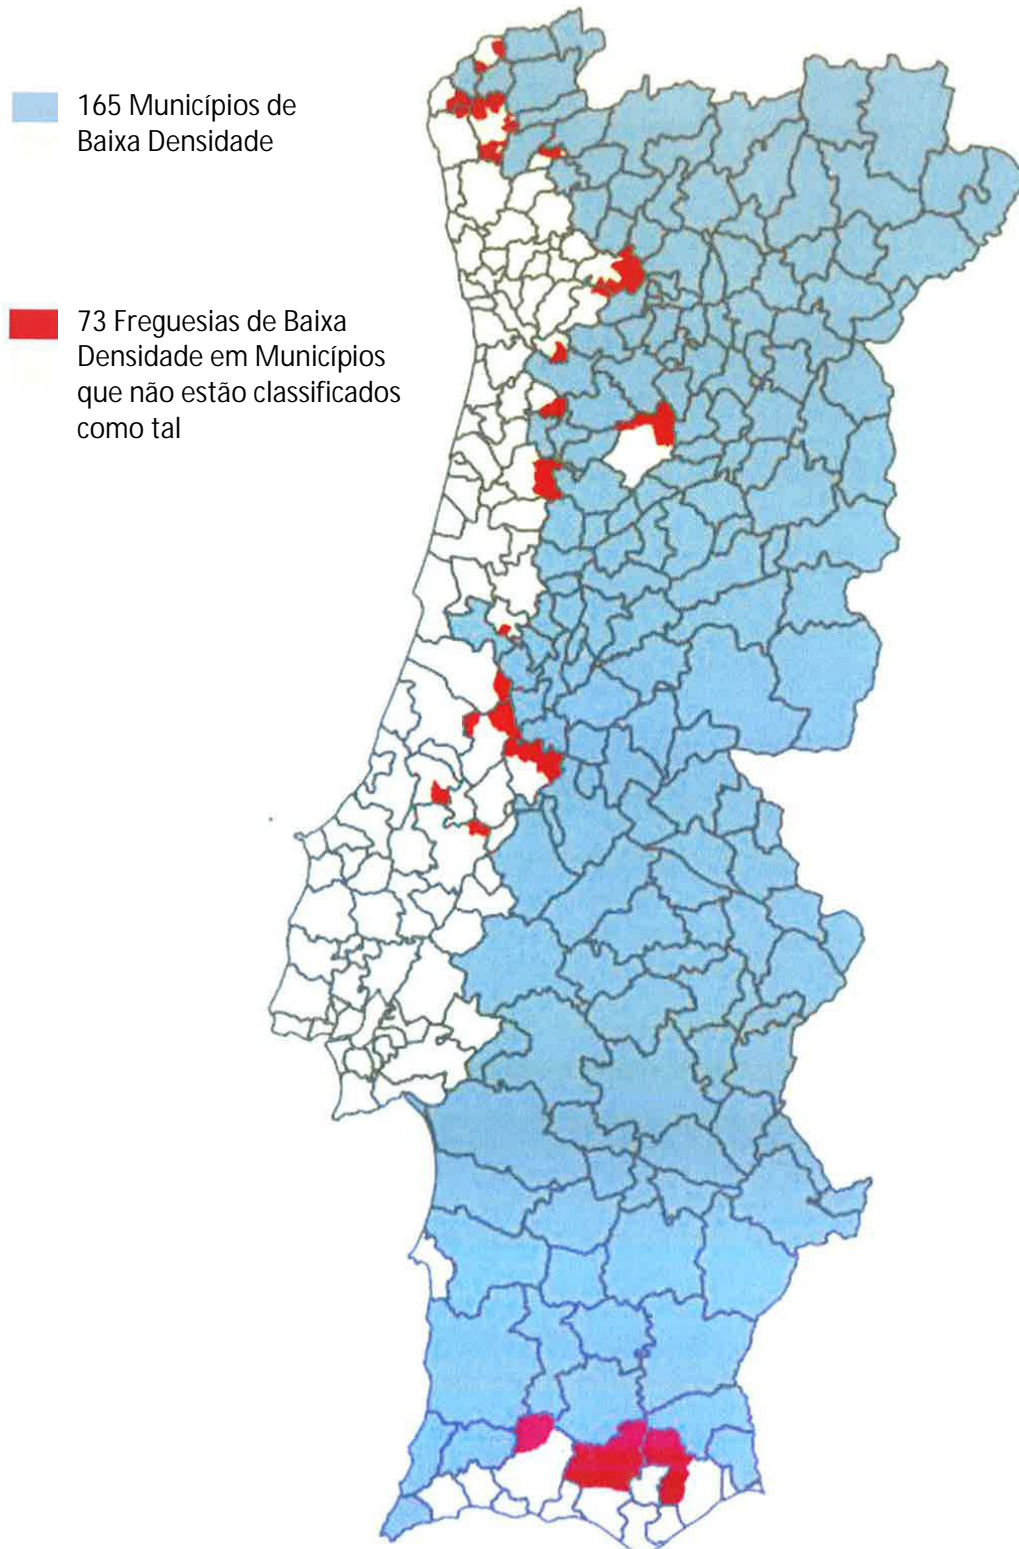 165 Municípios de
Baixa Densidade
73 Freguesias de Baixa
Densidade em Municípios
que não estão classificados
como tal